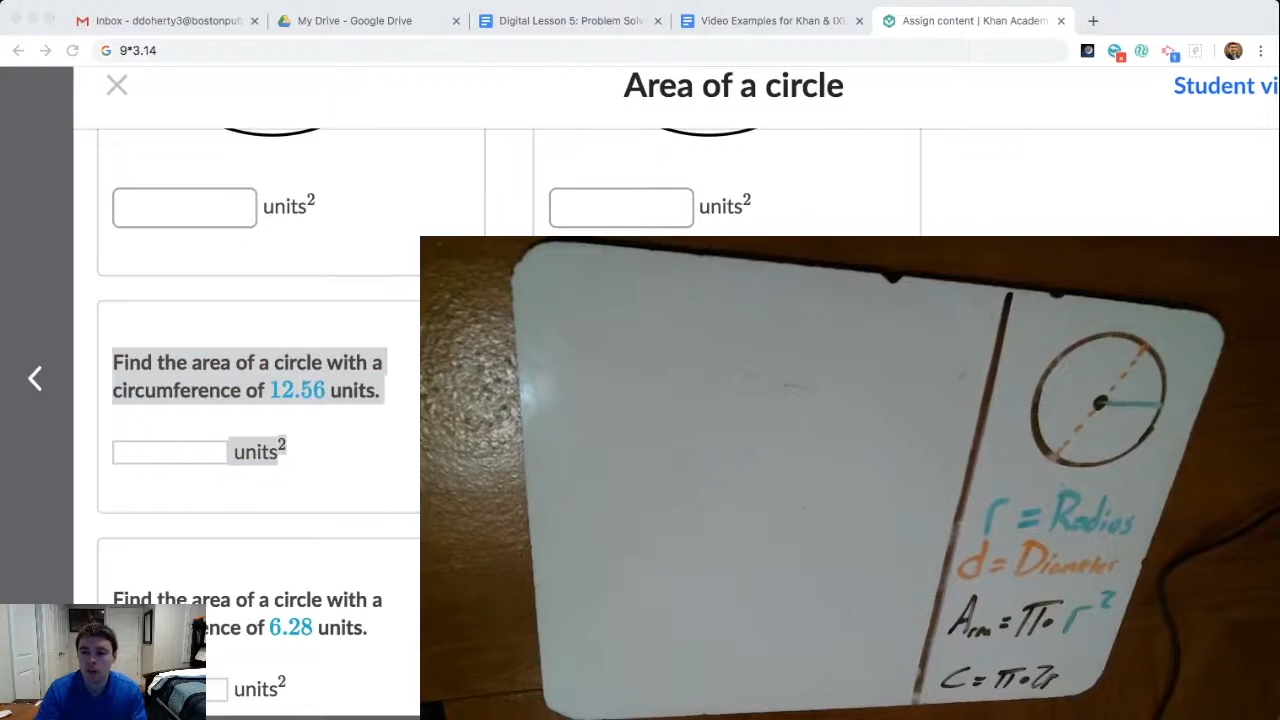 Inbox - ddoherty3@bostonpub
My Drive - Google Drive
Digital Lesson 5: Problem Solv
Video Examples for Khan & IXL
Assign content | Khan Academ
9*3.14
Area of a circle
Student vi
units²
units²
Find the area of a circle with a
circumference of 12.56 units.
units²
Find the area of a circle with a
ence of 6.28 units.
units²
r = Radios
d = Diameter
Area = π • r²
C = π • 2r